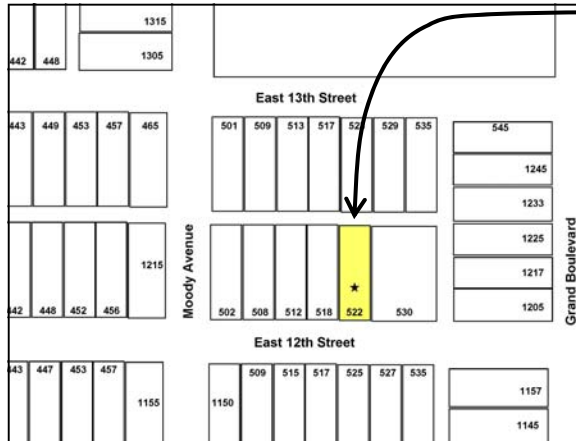 1315
442 448 1305
East 13th Street
443 449 453 457 465 501 509 513 517 529 535 545
1245
1233
Moody Avenue
1215
1225
1217
Grand Boulevard
442 448 452 456 502 508 512 518 522 530 1205
East 12th Street
443 447 453 457 509 515 517 525 527 535
1157
1155 1150
1145